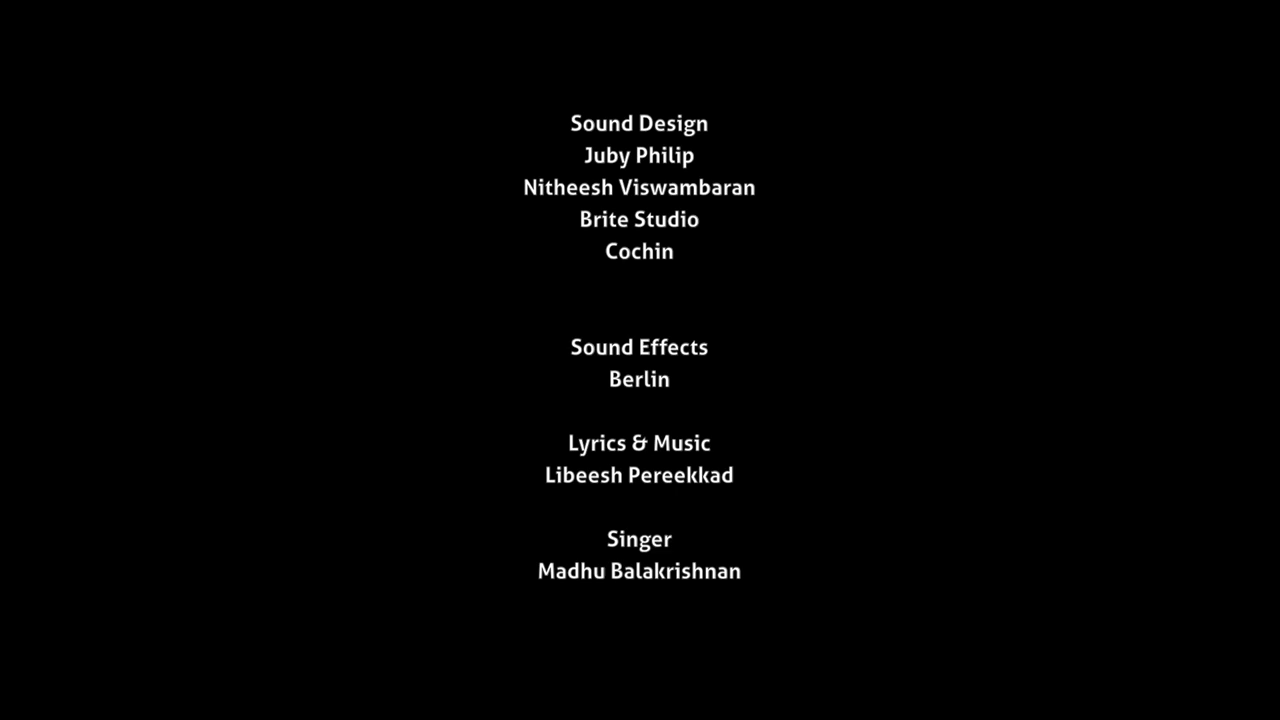 Sound Design
Juby Philip
Nitheesh Viswambaran
Brite Studio
Cochin
Sound Effects
Berlin
Lyrics & Music
Libeesh Pereekkad
Singer
Madhu Balakrishnan